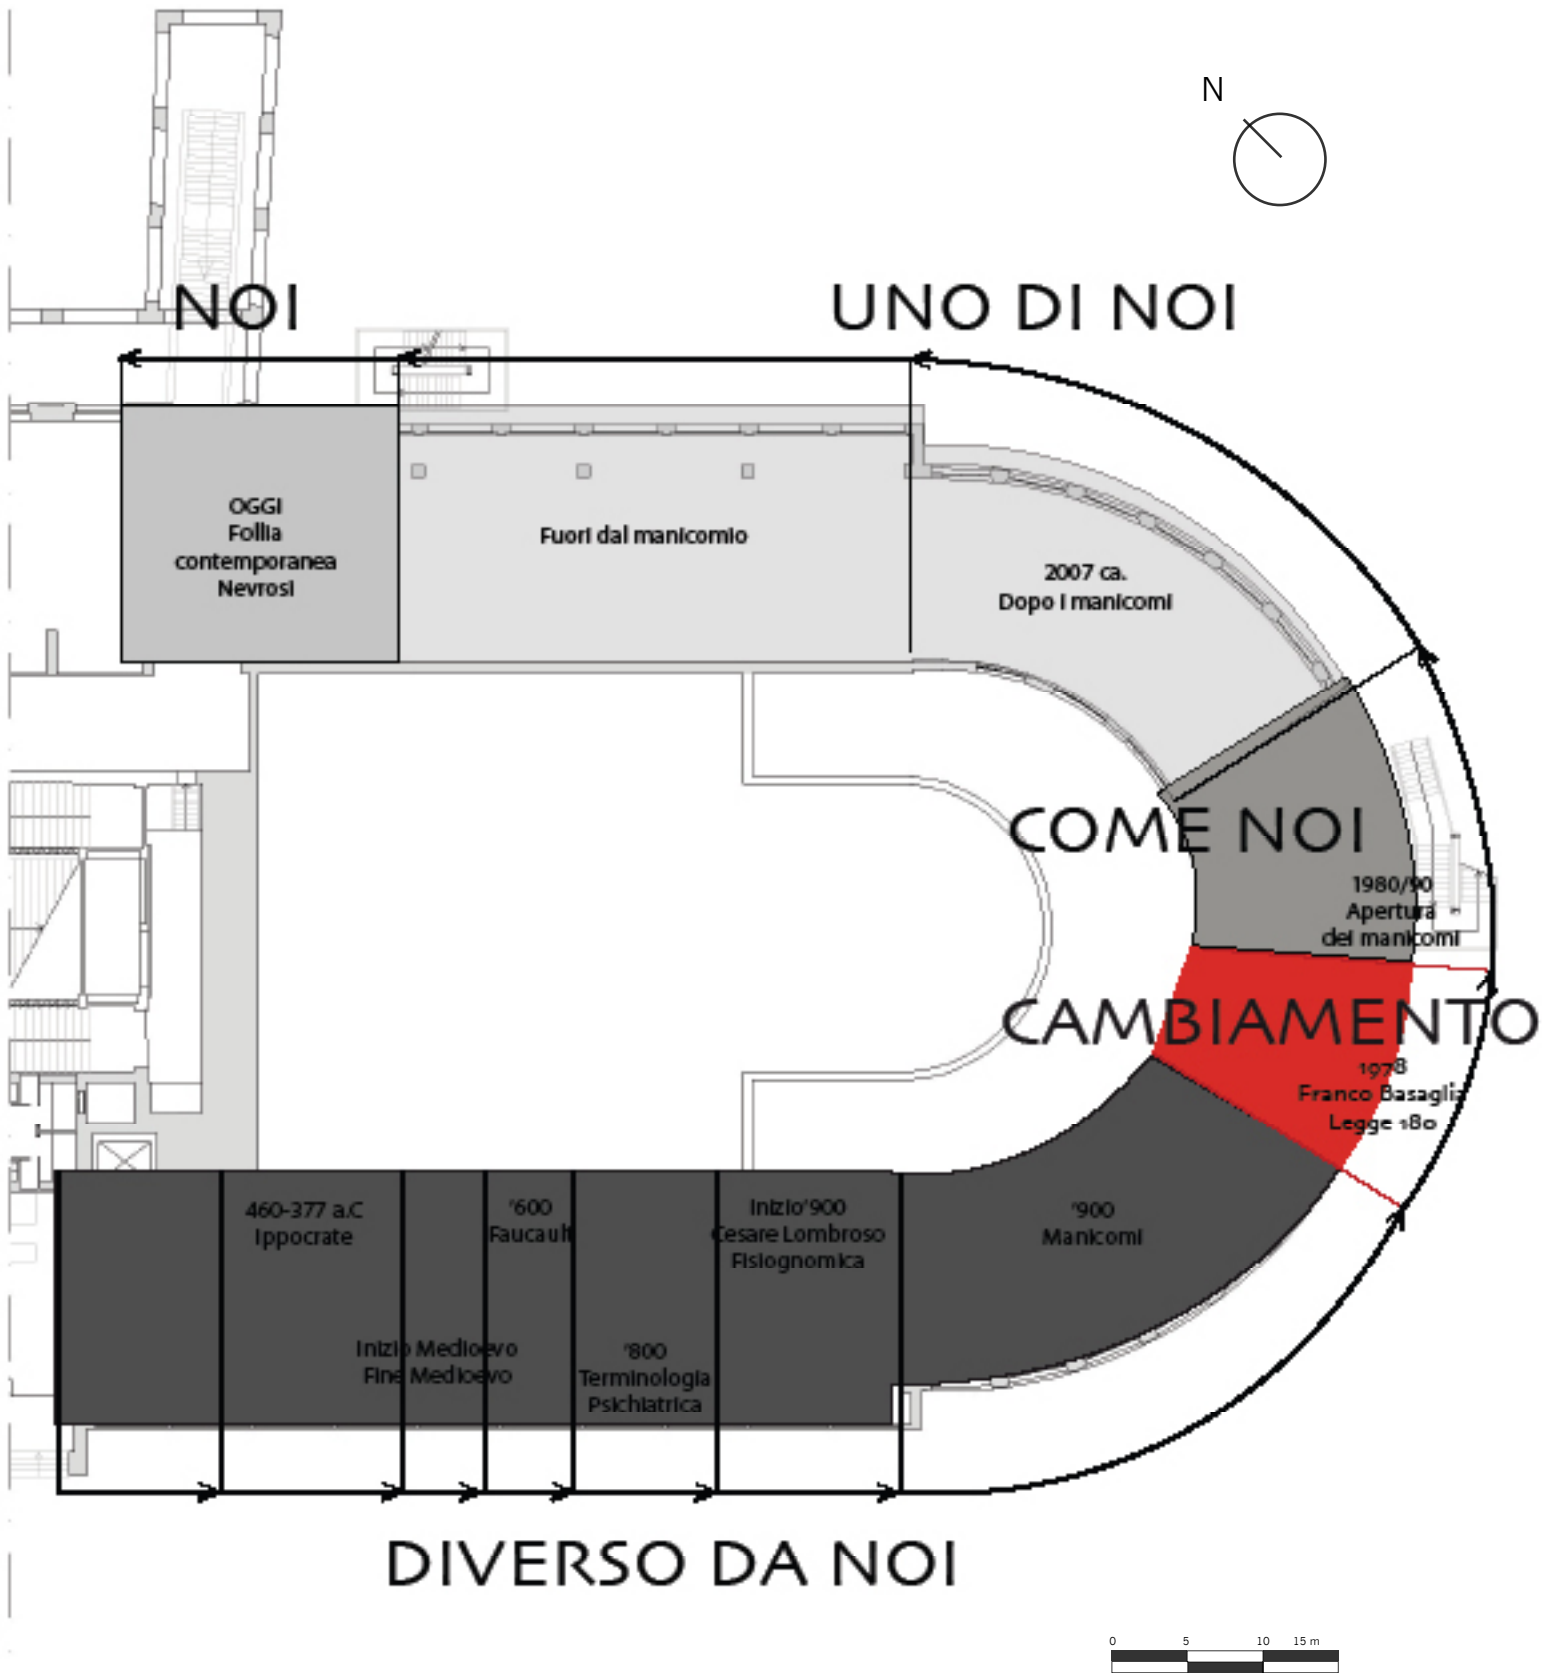 N
NOI
UNO DI NOI
OGGI
Follia
contemporanea
Nevrosi
Fuori dal manicomio
2007 ca.
Dopo i manicomi
COME NOI
1980/90
Apertura
dei manicomi
CAMBIAMENTO
1978
Franco Basaglia
Legge 180
460-377 a.C
Ippocrate
'600
Faucault
Inizio'900
Cesare Lombroso
Fisiognomica
'900
Manicomi
Inizio Medioevo
Fine Medioevo
'800
Terminologia
Psichiatrica
DIVERSO DA NOI
0 5 10 15 m